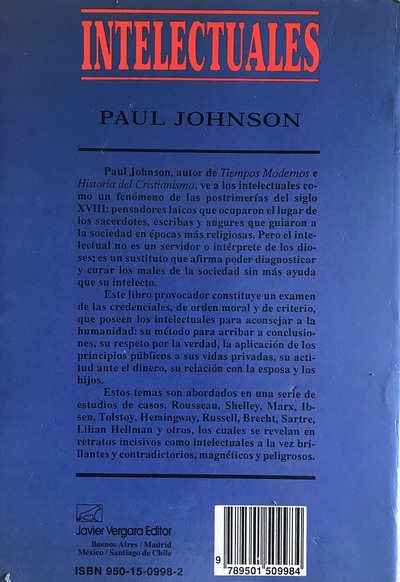 INTELECTUALES
PAUL JOHNSON
Paul Johnson, autor de Tiempos Modernos e
Historia del Cristianismo, ve a los intelectuales co-
mo un fenómeno de las postrimerías del siglo
XVIII: pensadores laicos que ocuparon el lugar de
los sacerdotes, escribas y augures que guiaron a
la sociedad en épocas más religiosas. Pero el inte-
lectual no es un servidor o intérprete de los dio-
ses; es un sustituto que afirma poder diagnosticar
y curar los males de la sociedad sin más ayuda
que su intelecto.
Este libro provocador constituye un examen
de las credenciales, de orden moral y de criterio,
que poseen los intelectuales para aconsejar a la
humanidad: su método para arribar a conclusio-
nes, su respeto por la verdad, la aplicación de los
principios públicos a sus vidas privadas, su acti-
tud ante el dinero, su relación con la esposa y los
hijos.
Estos temas son abordados en una serie de
estudios de casos, Rousseau, Shelley, Marx, Ib-
sen, Tolstoy, Hemingway, Russell, Brecht, Sartre,
Lilian Hellman y otros, los cuales se revelan en
retratos incisivos como intelectuales a la vez bri-
llantes y contradictorios, magnéticos y peligrosos.
Javier Vergara Editor
Buenos Aires / Madrid
México / Santiago de Chile
ISBN 950-15-0998-2
9 789501 509984